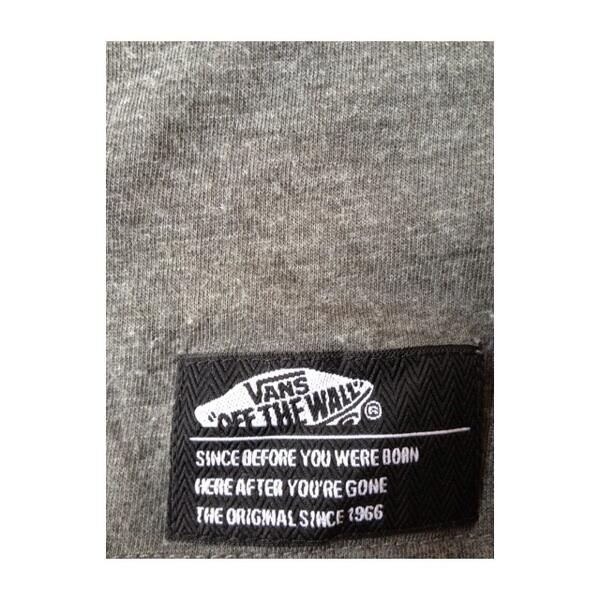 VANS
"OFF THE WALL"
®
SINCE BEFORE YOU WERE BORN
HERE AFTER YOU'RE GONE
THE ORIGINAL SINCE 1966